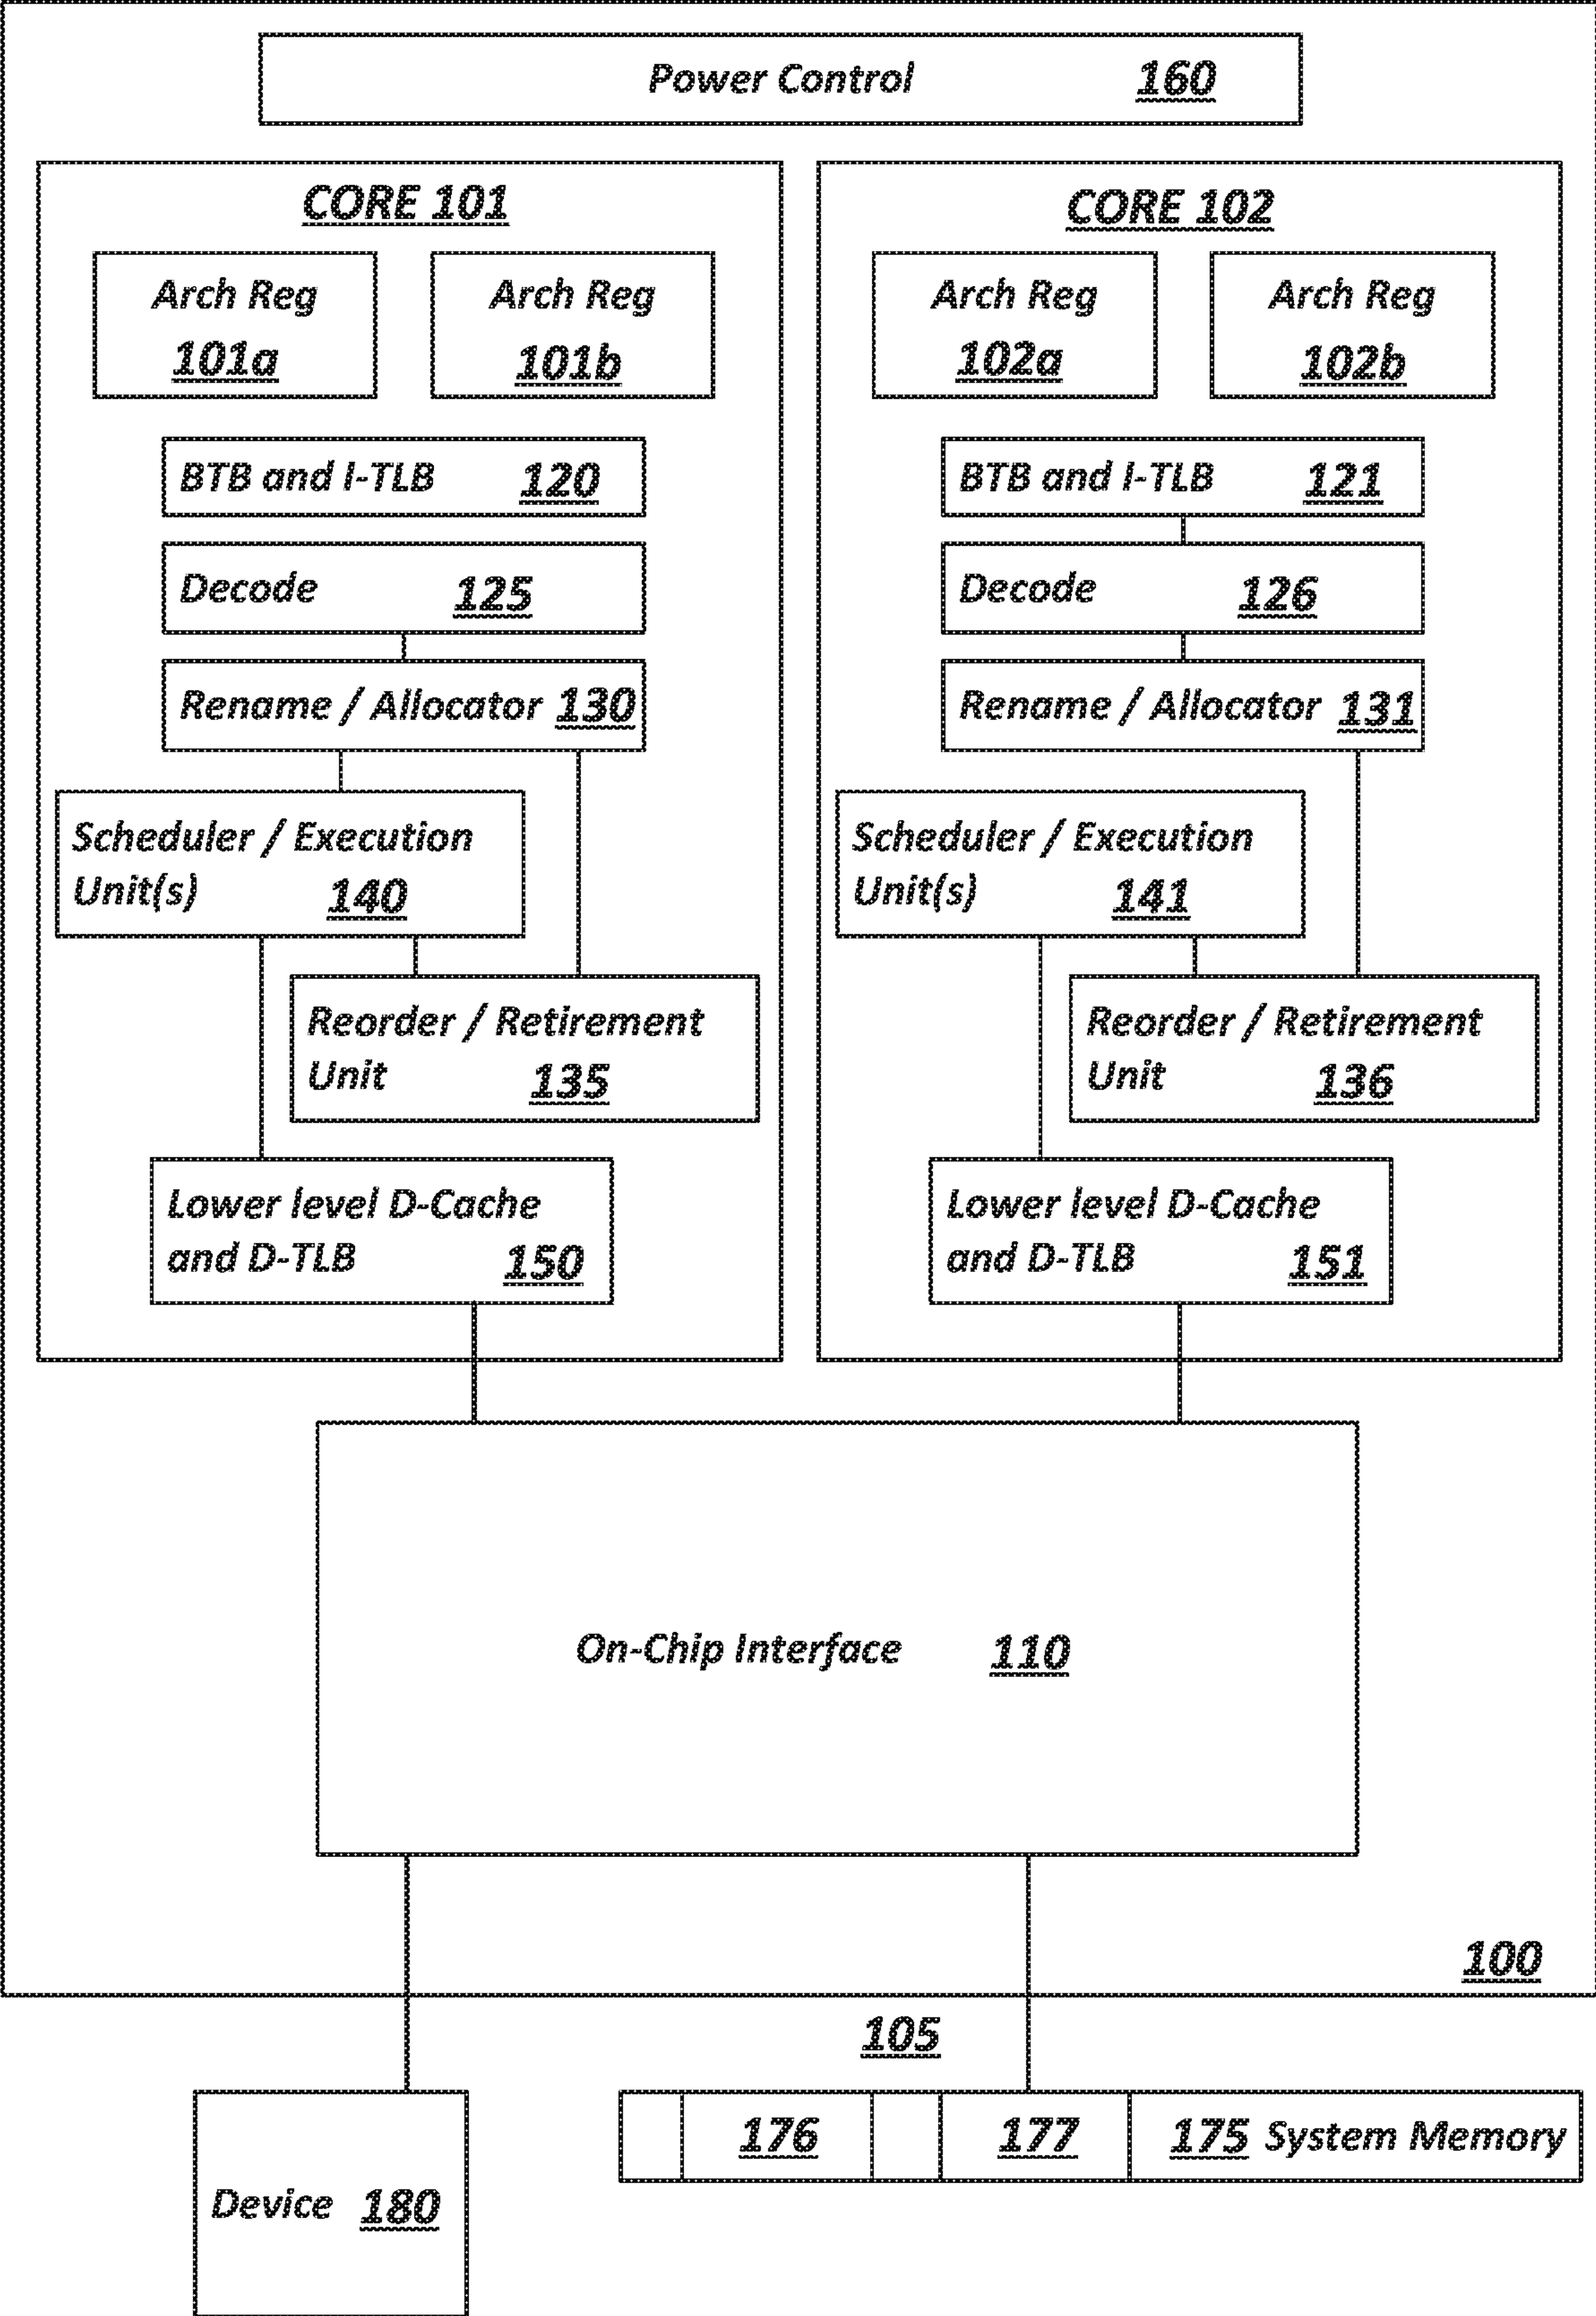 Power Control 160
CORE 101
Arch Reg
101a
Arch Reg
101b
BTB and I-TLB 120
Decode 125
Rename / Allocator 130
Scheduler / Execution
Unit(s) 140
Reorder / Retirement
Unit 135
Lower level D-Cache
and D-TLB 150
CORE 102
Arch Reg
102a
Arch Reg
102b
BTB and I-TLB 121
Decode 126
Rename / Allocator 131
Scheduler / Execution
Unit(s) 141
Reorder / Retirement
Unit 136
Lower level D-Cache
and D-TLB 151
On-Chip Interface 110
100
105
176 177 175 System Memory
Device 180